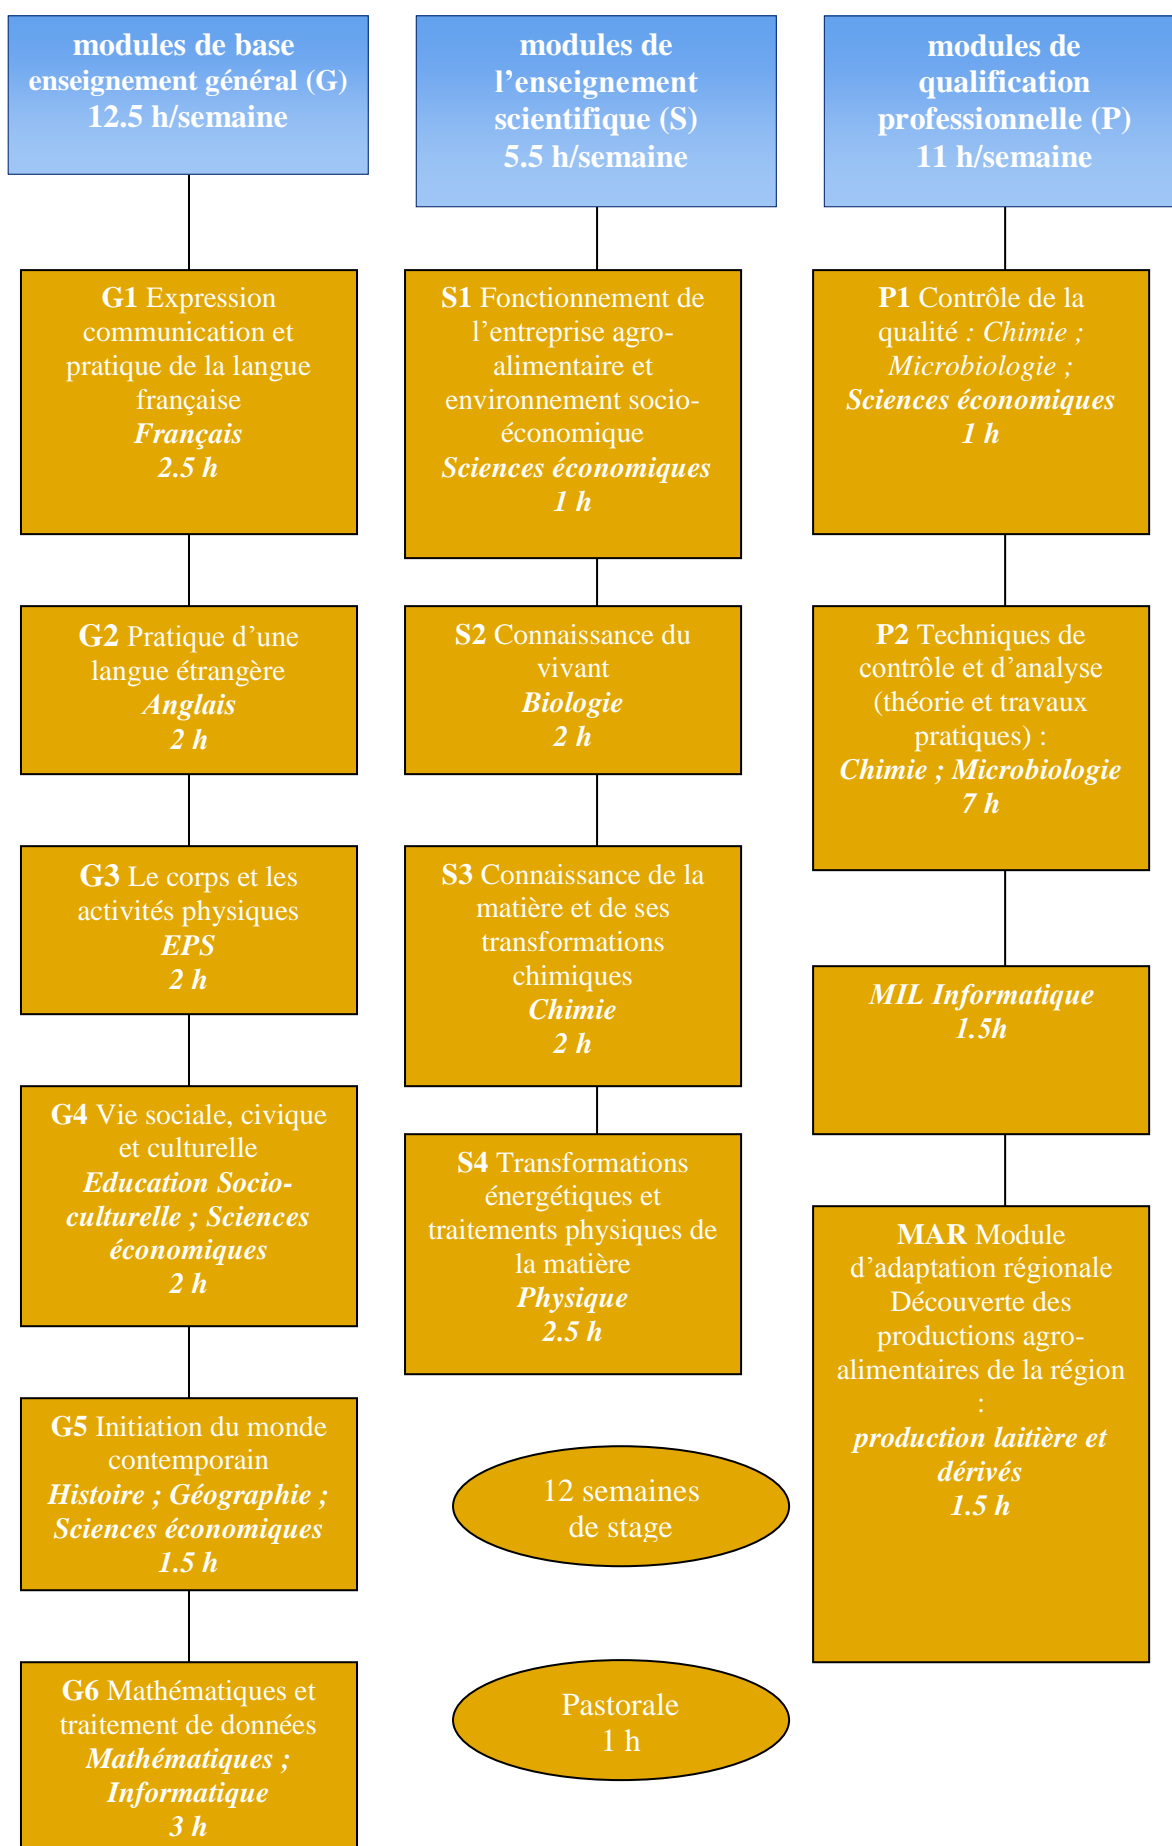 modules de base
enseignement général (G)
12.5 h/semaine
G1 Expression
communication et
pratique de la langue
française
Français
2.5 h
G2 Pratique d’une
langue étrangère
Anglais
2 h
G3 Le corps et les
activités physiques
EPS
2 h
G4 Vie sociale, civique
et culturelle
Education Socio-
culturelle ; Sciences
économiques
2 h
G5 Initiation du monde
contemporain
Histoire ; Géographie ;
Sciences économiques
1.5 h
G6 Mathématiques et
traitement de données
Mathématiques ;
Informatique
3 h
modules de
l’enseignement
scientifique (S)
5.5 h/semaine
S1 Fonctionnement de
l’entreprise agro-
alimentaire et
environnement socio-
économique
Sciences économiques
1 h
S2 Connaissance du
vivant
Biologie
2 h
S3 Connaissance de la
matière et de ses
transformations
chimiques
Chimie
2 h
S4 Transformations
énergétiques et
traitements physiques de
la matière
Physique
2.5 h
12 semaines
de stage
Pastorale
1 h
modules de
qualification
professionnelle (P)
11 h/semaine
P1 Contrôle de la
qualité : Chimie ;
Microbiologie ;
Sciences économiques
1 h
P2 Techniques de
contrôle et d’analyse
(théorie et travaux
pratiques) :
Chimie ; Microbiologie
7 h
MIL Informatique
1.5h
MAR Module
d’adaptation régionale
Découverte des
productions agro-
alimentaires de la région
:
production laitière et
dérivés
1.5 h